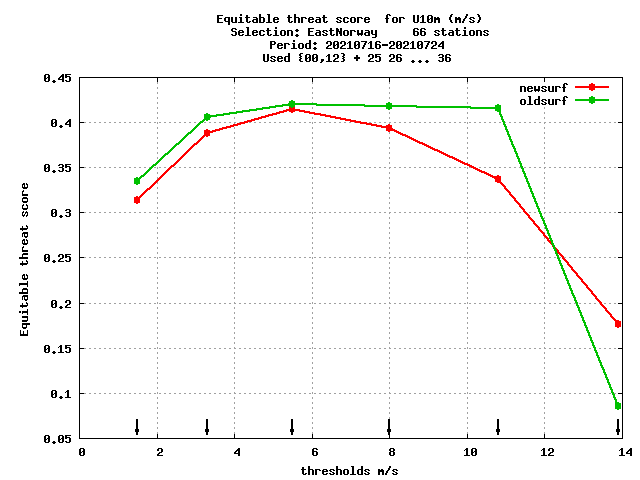 Equitable threat score  for U10m (m/s)
Selection: EastNorway     66 stations
Period: 20210716-20210724
Used {00,12} + 25 26 ... 36
newsurf
oldsurf
Equitable threat score
0.45
0.4
0.35
0.3
0.25
0.2
0.15
0.1
0.05
0 2 4 6 8 10 12 14
thresholds m/s